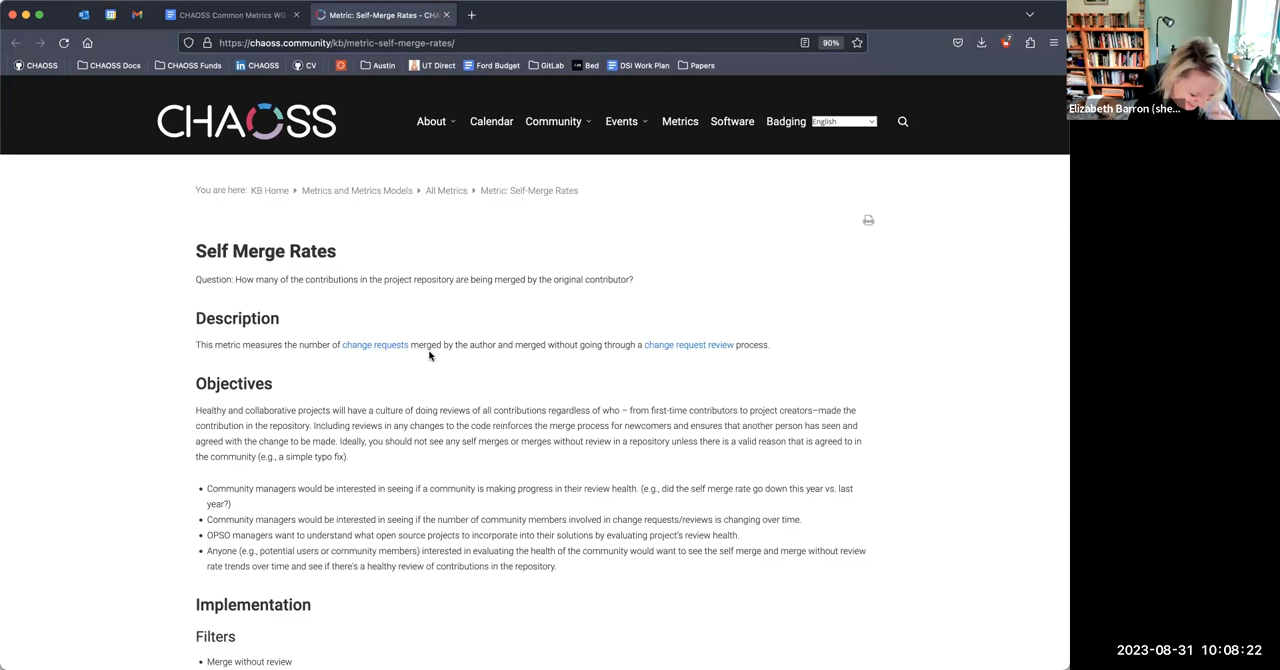 CHAOSS Common Metrics WG
Metric: Self-Merge Rates - CHA
https://chaoss.community/kb/metric-self-merge-rates/
90%
7
CHAOSS
CHAOSS Docs
CHAOSS Funds
CHAOSS
CV
Austin
UT Direct
Ford Budget
GitLab
Bed
DSI Work Plan
Papers
Elizabeth Barron (she...
CHAOSS
About
Calendar
Community
Events
Metrics
Software
Badging
English
You are here: KB Home
Metrics and Metrics Models
All Metrics
Metric: Self-Merge Rates
Self Merge Rates
Question: How many of the contributions in the project repository are being merged by the original contributor?
Description
This metric measures the number of change requests merged by the author and merged without going through a change request review process.
Objectives
Healthy and collaborative projects will have a culture of doing reviews of all contributions regardless of who – from first-time contributors to project creators–made the
contribution in the repository. Including reviews in any changes to the code reinforces the merge process for newcomers and ensures that another person has seen and
agreed with the change to be made. Ideally, you should not see any self merges or merges without review in a repository unless there is a valid reason that is agreed to in
the community (e.g., a simple typo fix).
• Community managers would be interested in seeing if a community is making progress in their review health. (e.g., did the self merge rate go down this year vs. last
year?)
• Community managers would be interested in seeing if the number of community members involved in change requests/reviews is changing over time.
• OPSO managers want to understand what open source projects to incorporate into their solutions by evaluating project's review health.
• Anyone (e.g., potential users or community members) interested in evaluating the health of the community would want to see the self merge and merge without review
rate trends over time and see if there's a healthy review of contributions in the repository.
Implementation
Filters
• Merge without review
2023-08-31 10:08:22